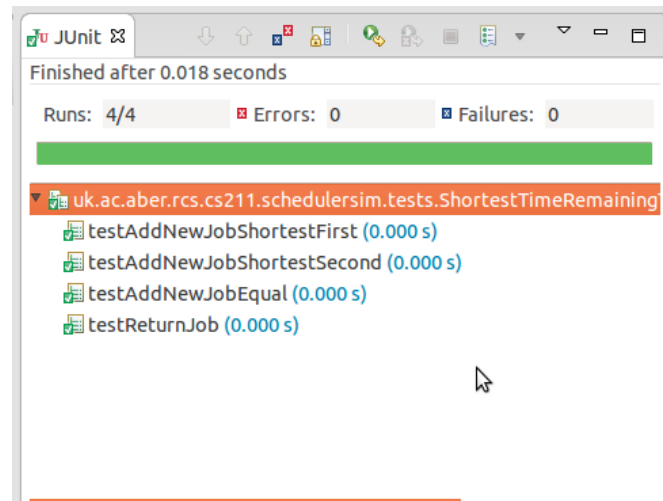 JUnit
Finished after 0.018 seconds
Runs: 4/4 Errors: 0 Failures: 0
uk.ac.aber.rcs.cs211.schedulersim.tests.ShortestTimeRemaining
testAddNewJobShortestFirst (0.000 s)
testAddNewJobShortestSecond (0.000 s)
testAddNewJobEqual (0.000 s)
testReturnJob (0.000 s)